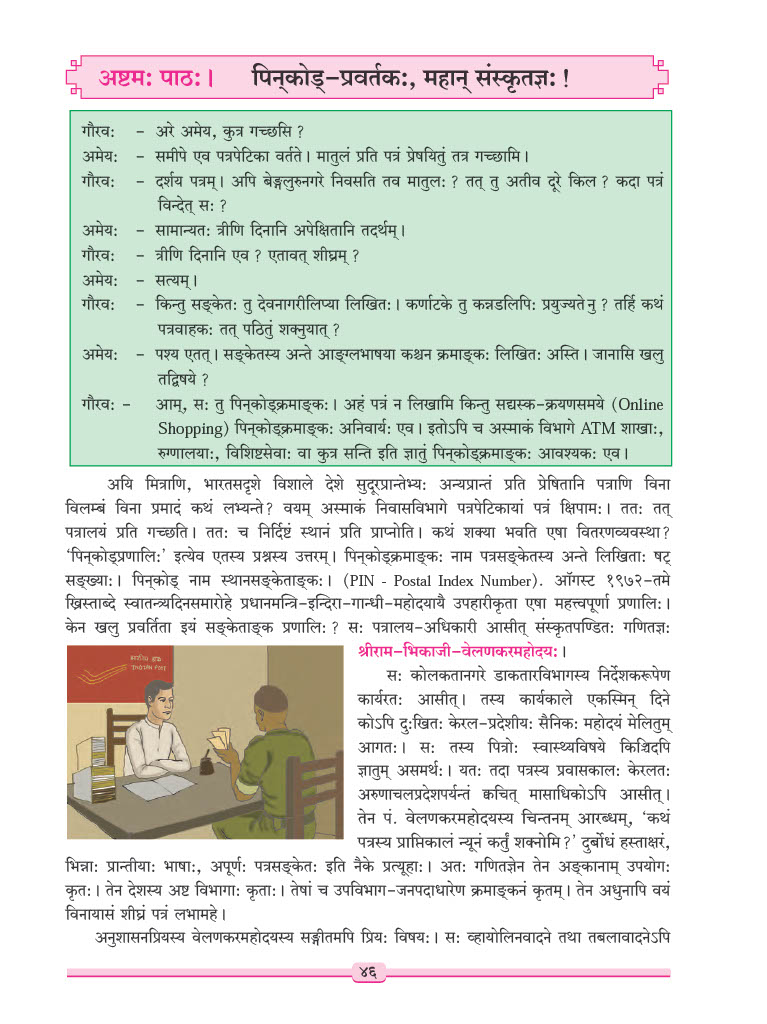 अष्टमः पाठः। पिन्‌कोड्-प्रवर्तकः, महान् संस्कृतज्ञः !
गौरवः - अरे अमेय, कुत्र गच्छसि ?
अमेयः - समीपे एव पत्रपेटिका वर्तते। मातुलं प्रति पत्रं प्रेषयितुं तत्र गच्छामि।
गौरवः - दर्शय पत्रम्। अपि बेङ्गलुरुनगरे निवसति तव मातुलः ? तत् तु अतीव दूरे किल ? कदा पत्रं
विन्देत् सः ?
अमेयः - सामान्यतः त्रीणि दिनानि अपेक्षितानि तदर्थम्।
गौरवः - त्रीणि दिनानि एव ? एतावत् शीघ्रम् ?
अमेयः - सत्यम्।
गौरवः - किन्तु सङ्केतः तु देवनागरीलिप्या लिखितः। कर्णाटके तु कन्नडलिपिः प्रयुज्यते नु ? तर्हि कथं
पत्रवाहकः तत् पठितुं शक्नुयात् ?
अमेयः - पश्य एतत्। सङ्केतस्य अन्ते आङ्ग्लभाषया कश्चन क्रमाङ्कः लिखितः अस्ति। जानासि खलु
तद्विषये ?
गौरवः - आम्, सः तु पिन्‌कोड्क्रमाङ्कः। अहं पत्रं न लिखामि किन्तु सद्यस्क-क्रयणसमये (Online
Shopping) पिन्‌कोड्क्रमाङ्कः अनिवार्यः एव। इतोऽपि च अस्माकं विभागे ATM शाखाः,
रुग्णालयाः, विशिष्टसेवाः वा कुत्र सन्ति इति ज्ञातुं पिन्‌कोड्क्रमाङ्कः आवश्यकः एव।
अयि मित्राणि, भारतसदृशे विशाले देशे सुदूरप्रान्तेभ्यः अन्यप्रान्तं प्रति प्रेषितानि पत्राणि विना
विलम्बं विना प्रमादं कथं लभ्यन्ते? वयम् अस्माकं निवासविभागे पत्रपेटिकायां पत्रं क्षिपामः। ततः तत्
पत्रालयं प्रति गच्छति। ततः च निर्दिष्टं स्थानं प्रति प्राप्नोति। कथं शक्या भवति एषा वितरणव्यवस्था?
‘पिन्‌कोड्प्रणालिः’ इत्येव एतस्य प्रश्नस्य उत्तरम्। पिन्‌कोड्क्रमाङ्कः नाम पत्रसङ्केतस्य अन्ते लिखिताः षट्
सङ्ख्याः। पिन्‌कोड् नाम स्थानसङ्केताङ्कः। (PIN - Postal Index Number). ऑगस्ट १९७२-तमे
ख्रिस्ताब्दे स्वातन्त्र्यदिनसमारोहे प्रधानमन्त्रि-इन्दिरा-गान्धी-महोदयायै उपहारीकृता एषा महत्त्वपूर्णा प्रणालिः।
केन खलु प्रवर्तिता इयं सङ्केताङ्क प्रणालिः? सः पत्रालय-अधिकारी आसीत् संस्कृतपण्डितः गणितज्ञः
श्रीराम-भिकाजी-वेलणकरमहोदयः।
सः कोलकतानगरे डाकतारविभागस्य निर्देशकरूपेण
कार्यरतः आसीत्। तस्य कार्यकाले एकस्मिन् दिने
कोऽपि दुःखितः केरल-प्रदेशीयः सैनिकः महोदयं मेलितुम्
आगतः। सः तस्य पित्रोः स्वास्थ्यविषये किञ्चिदपि
ज्ञातुम् असमर्थः। यतः तदा पत्रस्य प्रवासकालः केरलतः
अरुणाचलप्रदेशपर्यन्तं क्वचित् मासाधिकोऽपि आसीत्।
तेन पं. वेलणकरमहोदयस्य चिन्तनम् आरब्धम्, ‘कथं
पत्रस्य प्राप्तिकालं न्यूनं कर्तुं शक्नोमि?’ दुर्बोधं हस्ताक्षरं,
भिन्नाः प्रान्तीयाः भाषाः, अपूर्णः पत्रसङ्केतः इति नैके प्रत्यूहाः। अतः गणितज्ञेन तेन अङ्कानाम् उपयोगः
कृतः। तेन देशस्य अष्ट विभागाः कृताः। तेषां च उपविभाग-जनपदाधारेण क्रमाङ्कनं कृतम्। तेन अधुनापि वयं
विनायासं शीघ्रं पत्रं लभामहे।
अनुशासनप्रियस्य वेलणकरमहोदयस्य सङ्गीतमपि प्रियः विषयः। सः व्हायोलिनवादने तथा तबलावादनेऽपि
४६